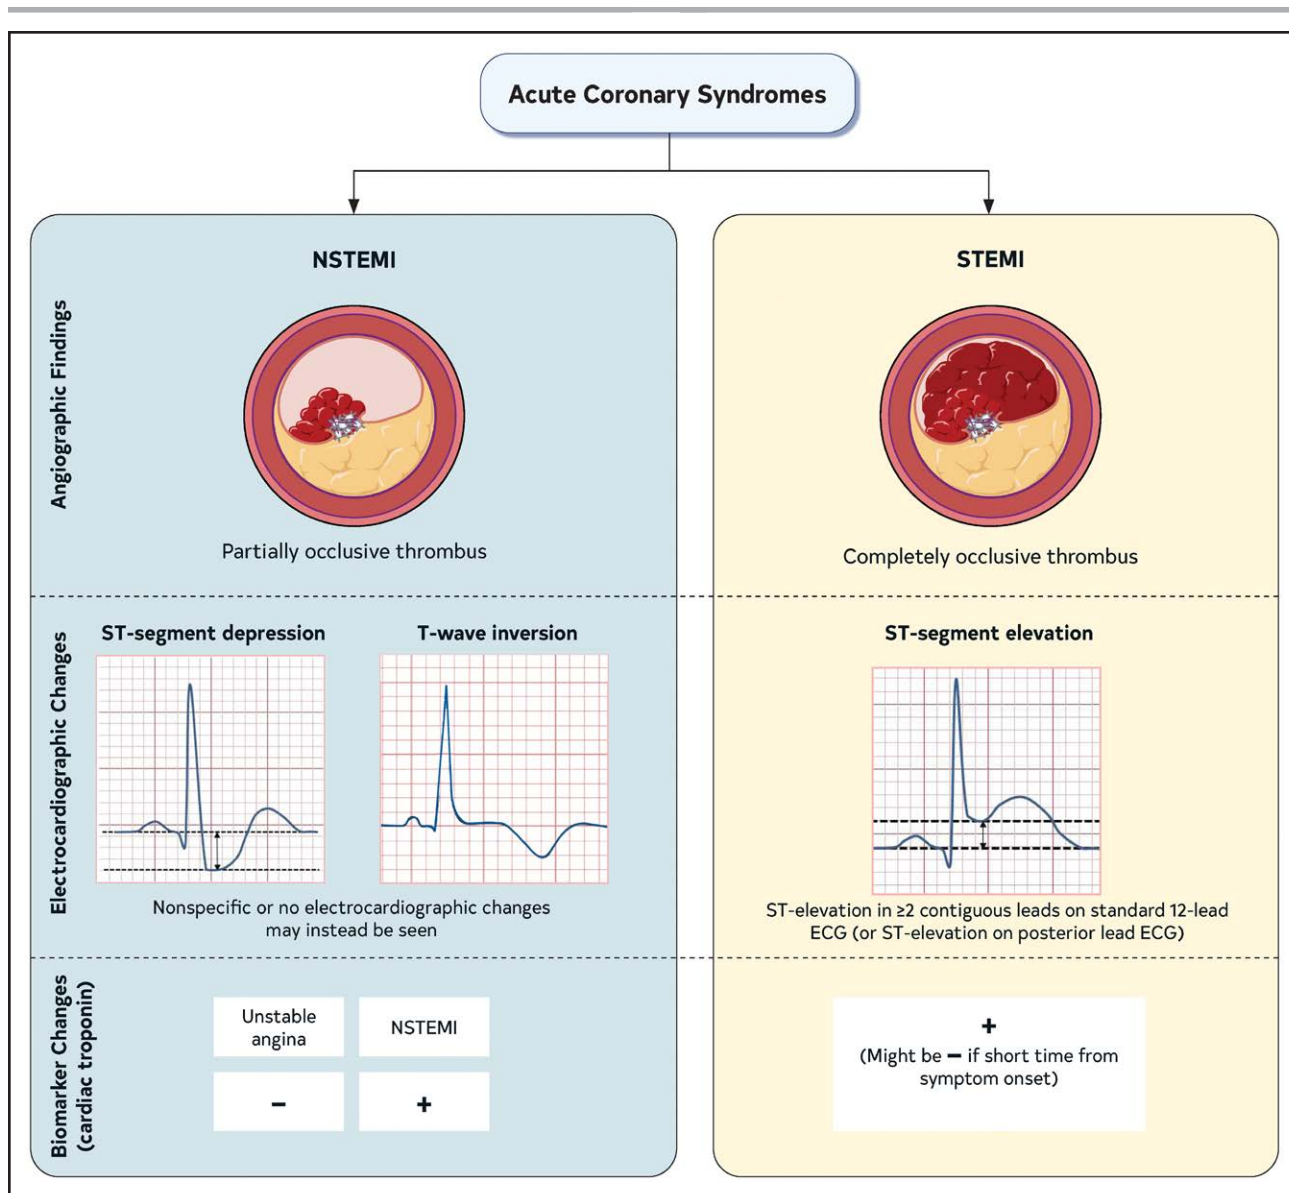 Acute Coronary Syndromes
NSTEMI
STEMI
Angiographic Findings
Partially occlusive thrombus
Completely occlusive thrombus
Electrocardiographic Changes
ST-segment depression
T-wave inversion
ST-segment elevation
Nonspecific or no electrocardiographic changes
may instead be seen
ST-elevation in ≥2 contiguous leads on standard 12-lead
ECG (or ST-elevation on posterior lead ECG)
Biomarker Changes
(cardiac troponin)
Unstable
angina
NSTEMI
–
+
+
(Might be – if short time from
symptom onset)